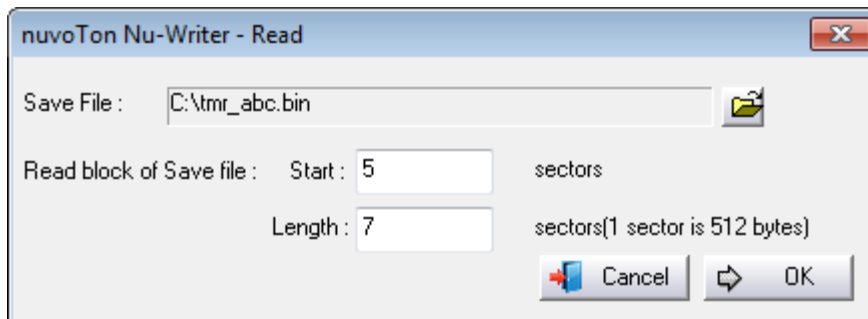 nuvoTon Nu-Writer - Read
Save File : C:\tmr_abc.bin
Read block of Save file : Start : 5 sectors
Length : 7 sectors(1 sector is 512 bytes)
Cancel OK